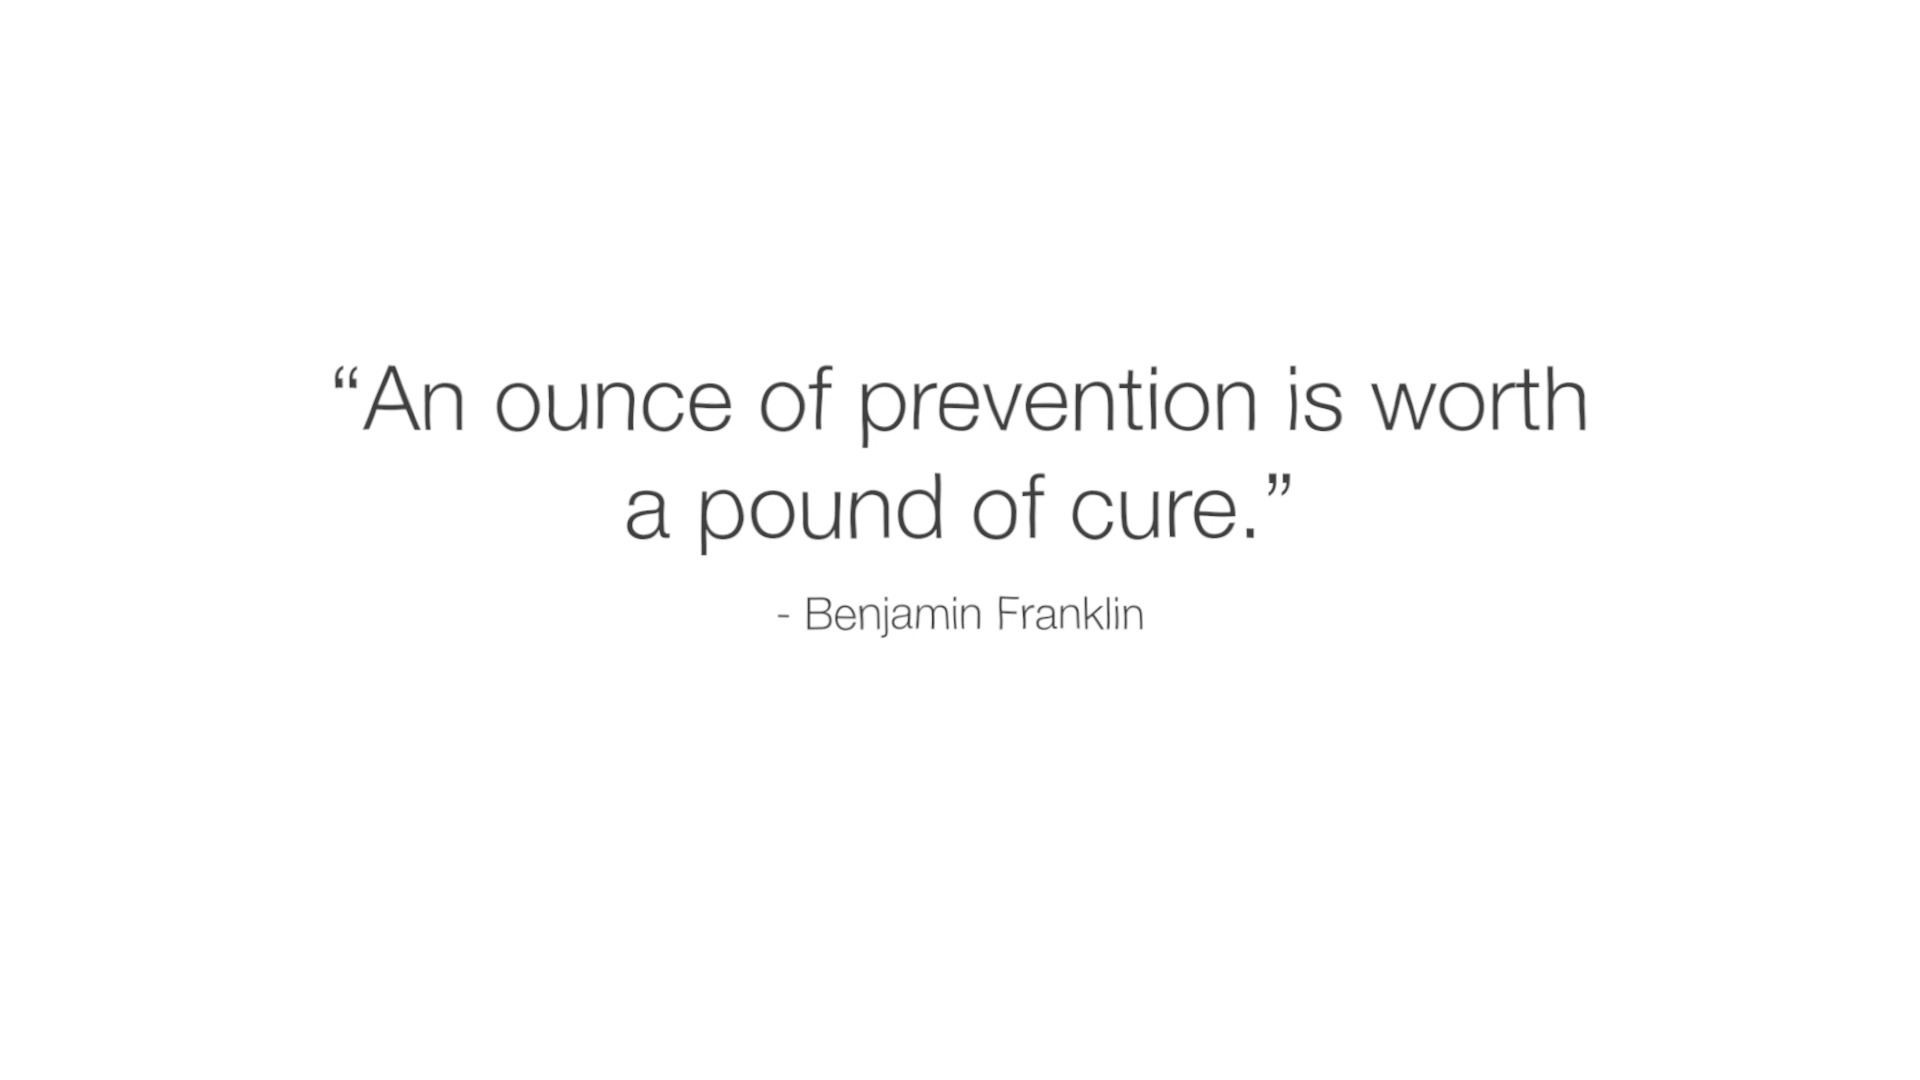 “An ounce of prevention is worth
a pound of cure.”
- Benjamin Franklin